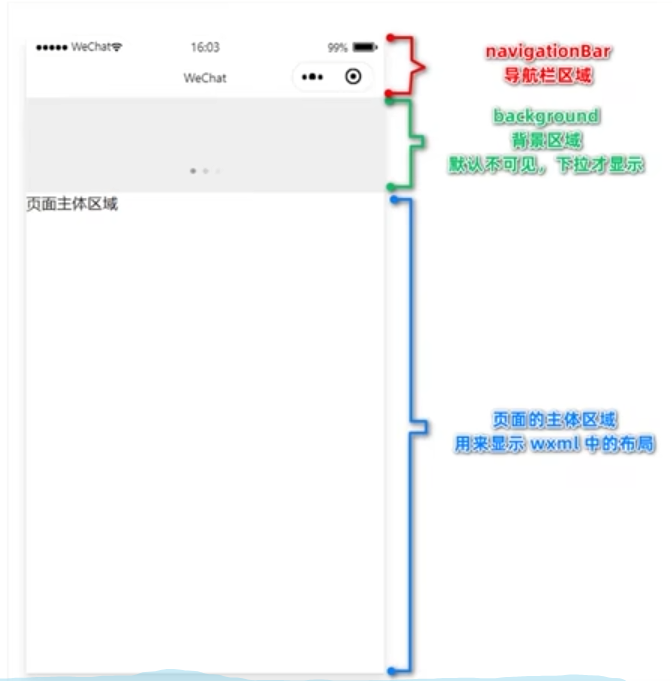 ●●●●● WeChat
16:03
99%
WeChat
页面主体区域
navigationBar
导航栏区域
background
背景区域
默认不可见，下拉才显示
页面的主体区域
用来显示 wxml 中的布局